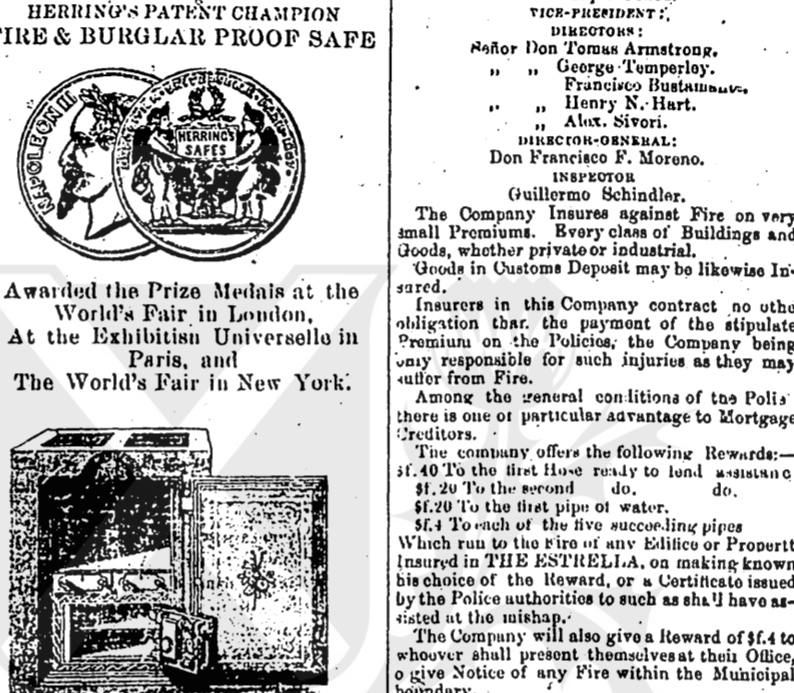 HERRING'S PATENT CHAMPION
FIRE & BURGLAR PROOF SAFE
NAPOLEON III
HERRING'S
SAFES
Awarded the Prize Medals at the
World's Fair in London,
At the Exhibitisn Universelle in
Paris, and
The World's Fair in New York.
VICE-PRESIDENT:
DIRECTORS:
Señor Don Tomas Armstrong.
„ „ George Temperley.
Francisco Bustamante.
„ „ Henry N. Hart.
„ Alex. Sivori.
DIRECTOR-GENERAL:
Don Francisco F. Moreno.
INSPECTOR
Guillermo Schindler.
The Company Insures against Fire on very
small Premiums. Every class of Buildings and
Goods, whether private or industrial.
Goods in Customs Deposit may be likewise In-
sured.
Insurers in this Company contract no othe
obligation than the payment of the stipulate
Premium on the Policies, the Company being
only responsible for such injuries as they may
suffer from Fire.
Among the general conditions of the Polis
there is one of particular advantage to Mortgage
Creditors.
The company offers the following Rewards:—
$f.40 To the first Hose ready to lend assistanc
$f.20 To the second do. do.
$f.20 To the first pipe of water.
$f.4 To each of the five succeeding pipes
Which run to the Fire of any Edifice or Propertt
Insured in THE ESTRELLA, on making known
his choice of the Reward, or a Certificate issued
by the Police authorities to such as shall have as-
sisted at the mishap.
The Company will also give a Reward of $f.4 to
whoever shall present themselves at their Office,
o give Notice of any Fire within the Municipal
boundary